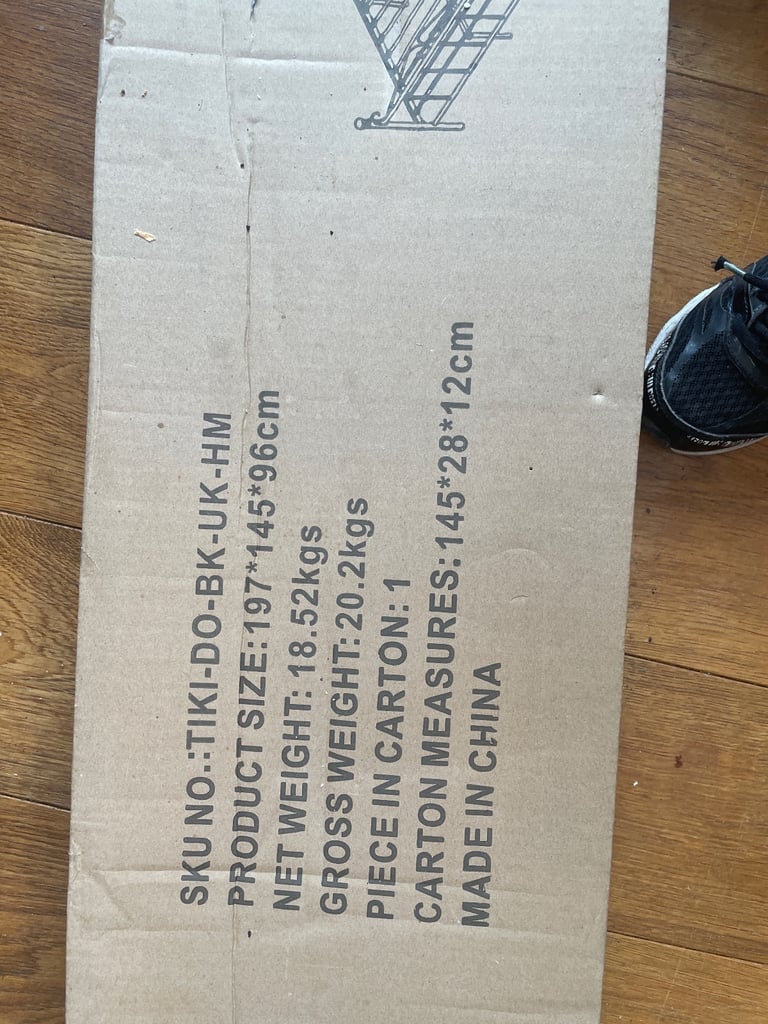 SKU NO.:TIKI-DO-BK-UK-HM
PRODUCT SIZE:197*145*96cm
NET WEIGHT: 18.52kgs
GROSS WEIGHT:20.2kgs
PIECE IN CARTON:1
CARTON MEASURES:145*28*12cm
MADE IN CHINA